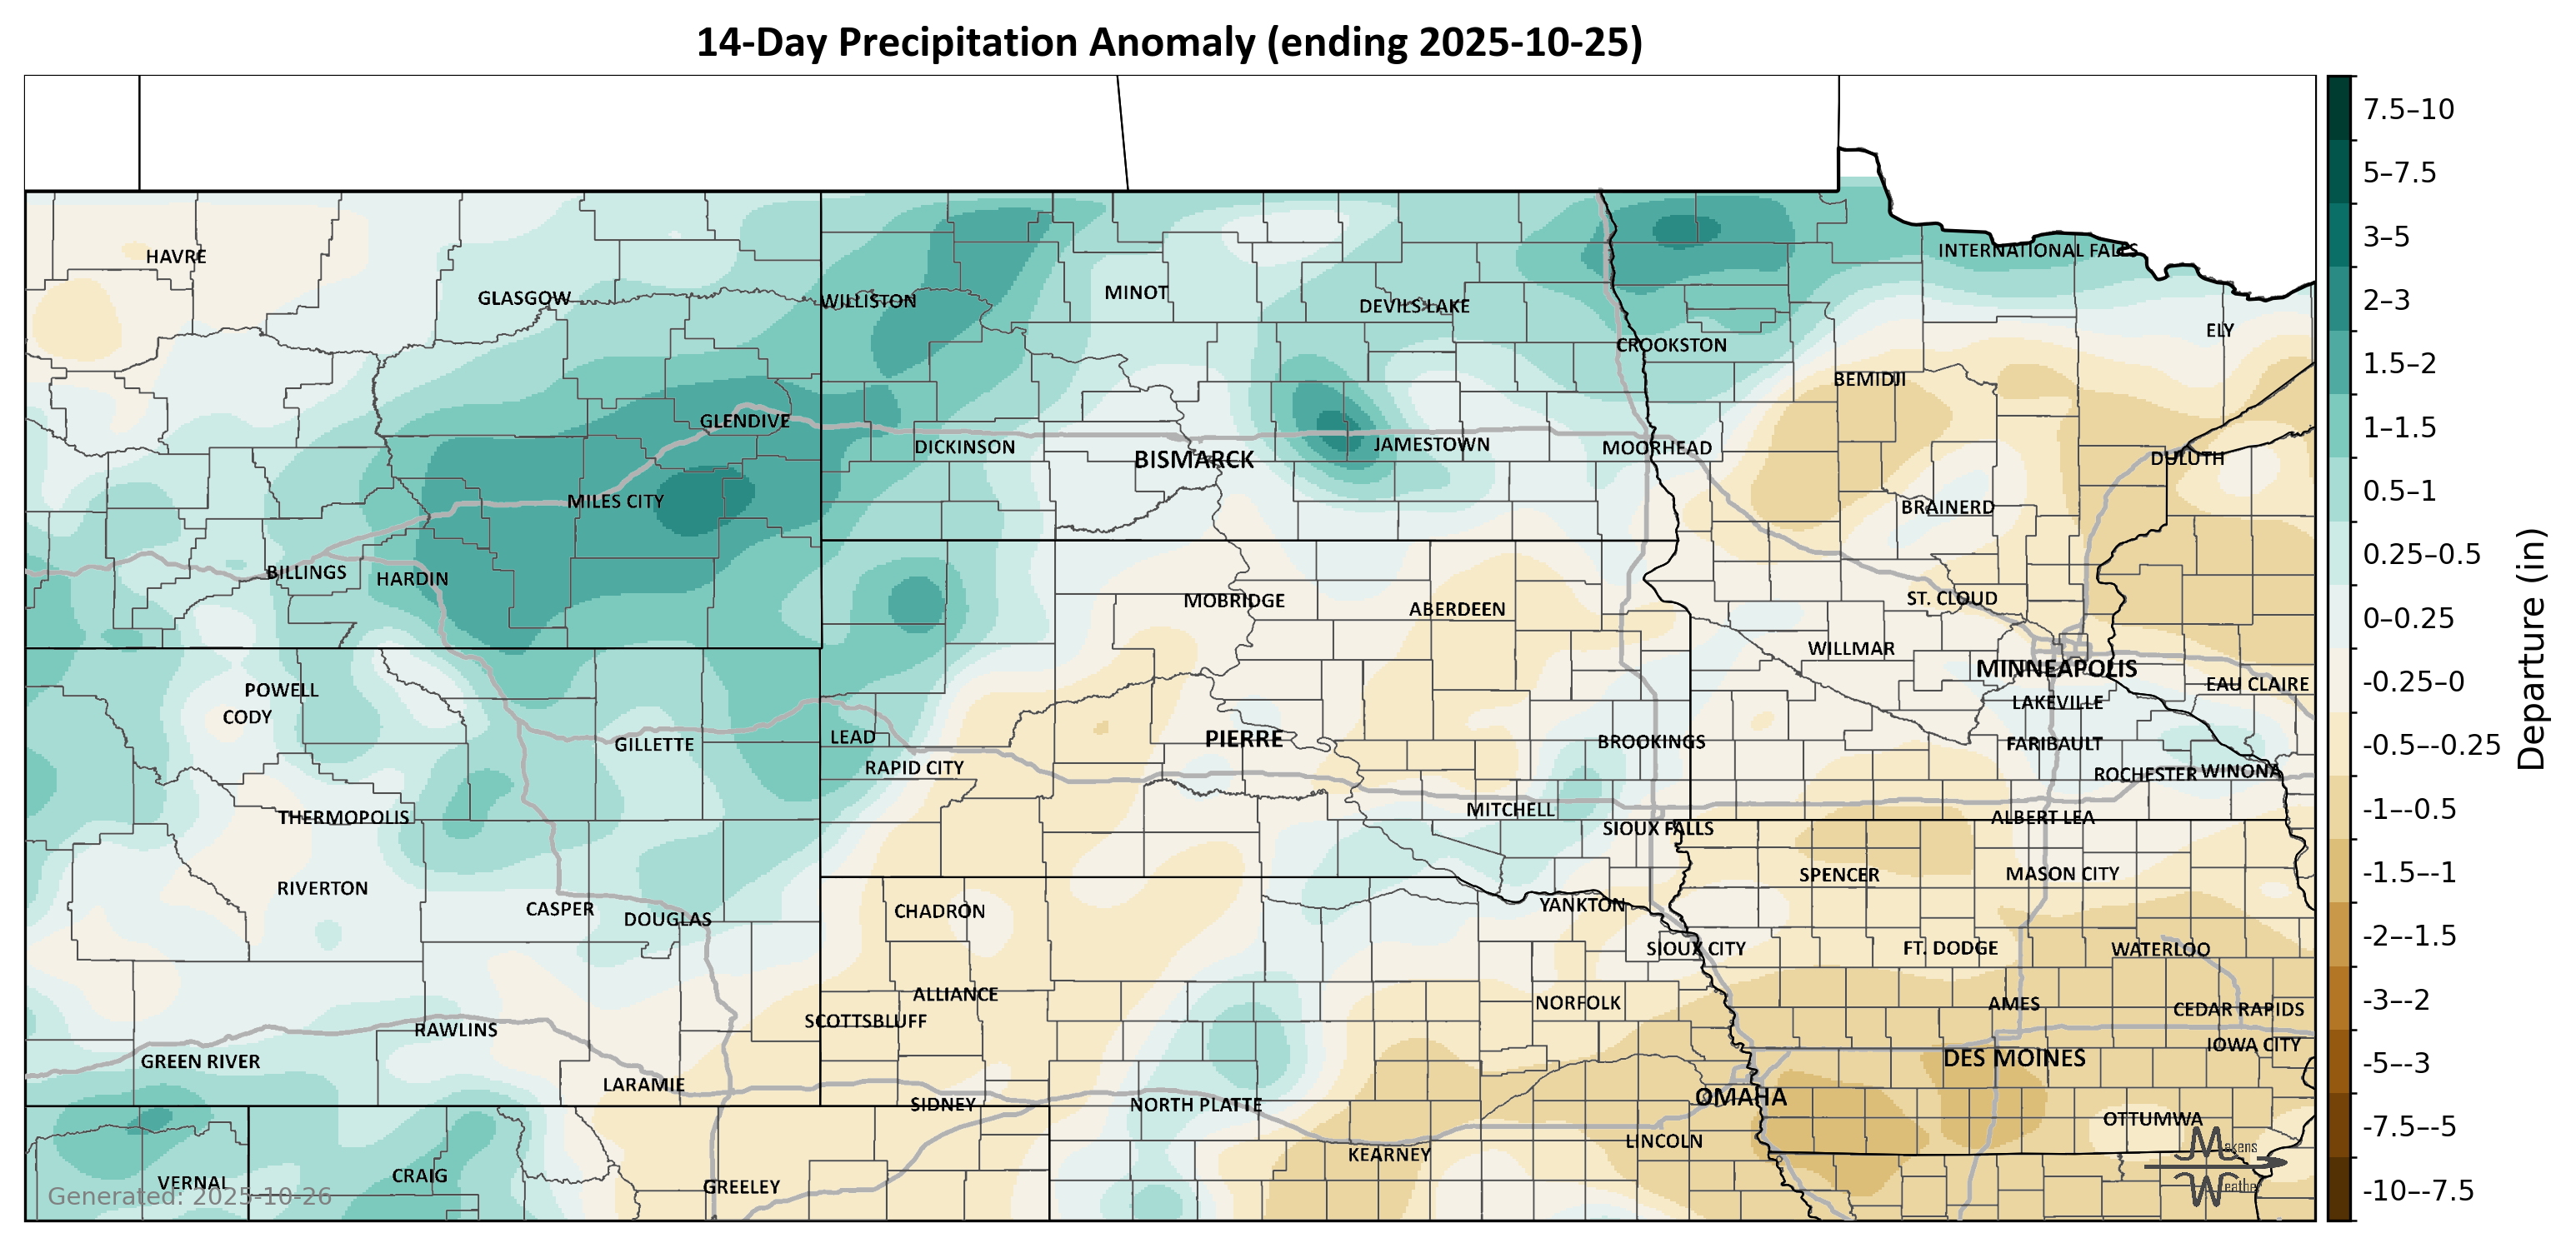 14-Day Precipitation Anomaly (ending 2025-10-25)
HAVRE
GLASGOW
WILLISTON
MINOT
DEVILS LAKE
INTERNATIONAL FALLS
ELY
CROOKSTON
BEMIDJI
GLENDIVE
DICKINSON
BISMARCK
JAMESTOWN
MOORHEAD
DULUTH
MILES CITY
BRAINERD
BILLINGS
HARDIN
MOBRIDGE
ABERDEEN
ST. CLOUD
WILLMAR
MINNEAPOLIS
EAU CLAIRE
LAKEVILLE
POWELL
CODY
GILLETTE
LEAD
RAPID CITY
PIERRE
BROOKINGS
FARIBAULT
ROCHESTER
WINONA
THERMOPOLIS
MITCHELL
SIOUX FALLS
ALBERT LEA
RIVERTON
CASPER
DOUGLAS
CHADRON
YANKTON
SPENCER
MASON CITY
SIOUX CITY
FT. DODGE
WATERLOO
ALLIANCE
SCOTTSBLUFF
NORFOLK
AMES
CEDAR RAPIDS
RAWLINS
GREEN RIVER
LARAMIE
SIDNEY
NORTH PLATTE
OMAHA
DES MOINES
IOWA CITY
OTTUMWA
LINCOLN
KEARNEY
VERNAL
CRAIG
GREELEY
Generated: 2025-10-26
Makens
Weather
7.5–10
5–7.5
3–5
2–3
1.5–2
1–1.5
0.5–1
0.25–0.5
0–0.25
-0.25–0
-0.5–-0.25
-1–-0.5
-1.5–-1
-2–-1.5
-3–-2
-5–-3
-7.5–-5
-10–-7.5
Departure (in)